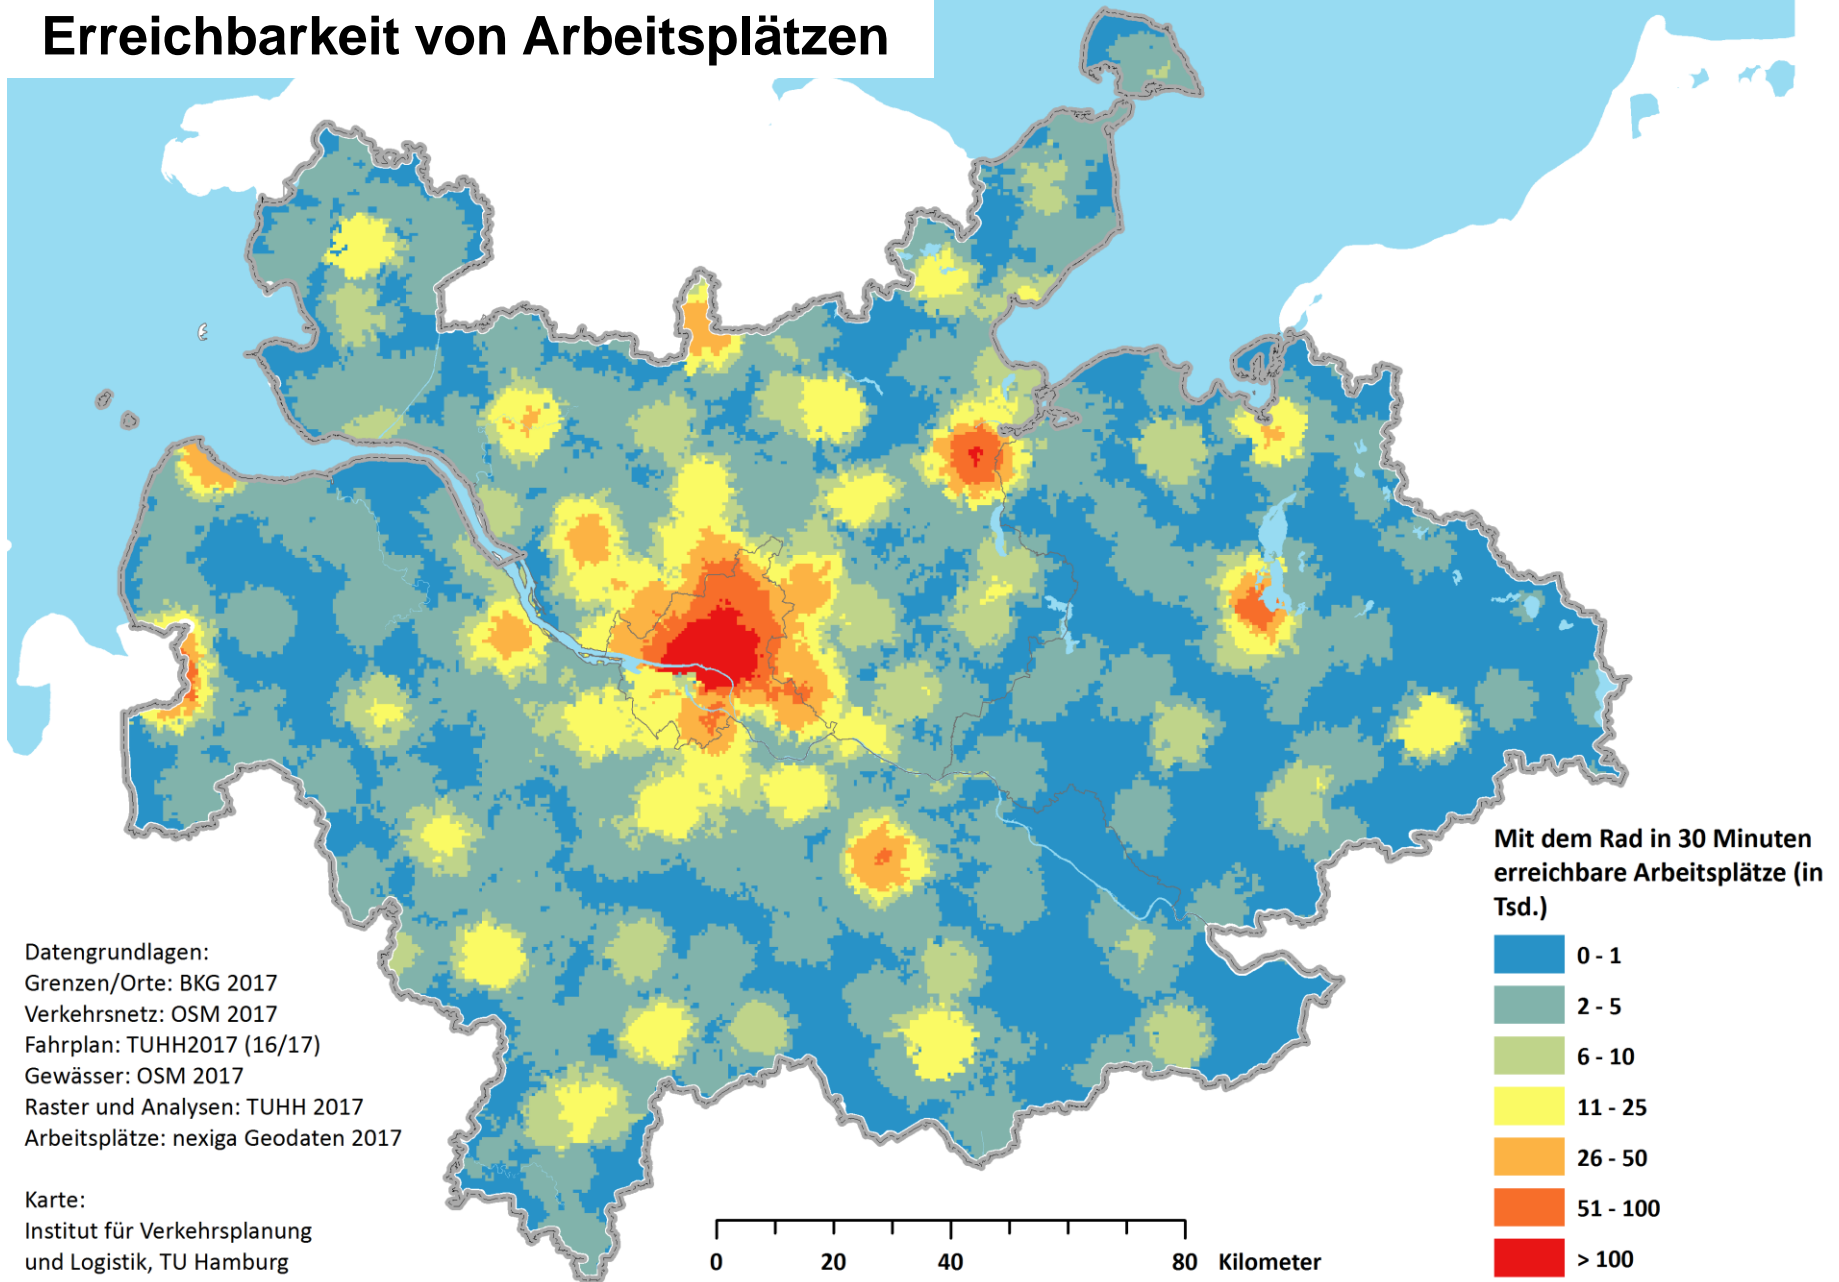 Erreichbarkeit von Arbeitsplätzen
Datengrundlagen:
Grenzen/Orte: BKG 2017
Verkehrsnetz: OSM 2017
Fahrplan: TUHH2017 (16/17)
Gewässer: OSM 2017
Raster und Analysen: TUHH 2017
Arbeitsplätze: nexiga Geodaten 2017
Karte:
Institut für Verkehrsplanung
und Logistik, TU Hamburg
0 20 40 80 Kilometer
Mit dem Rad in 30 Minuten
erreichbare Arbeitsplätze (in
Tsd.)
0 - 1
2 - 5
6 - 10
11 - 25
26 - 50
51 - 100
> 100